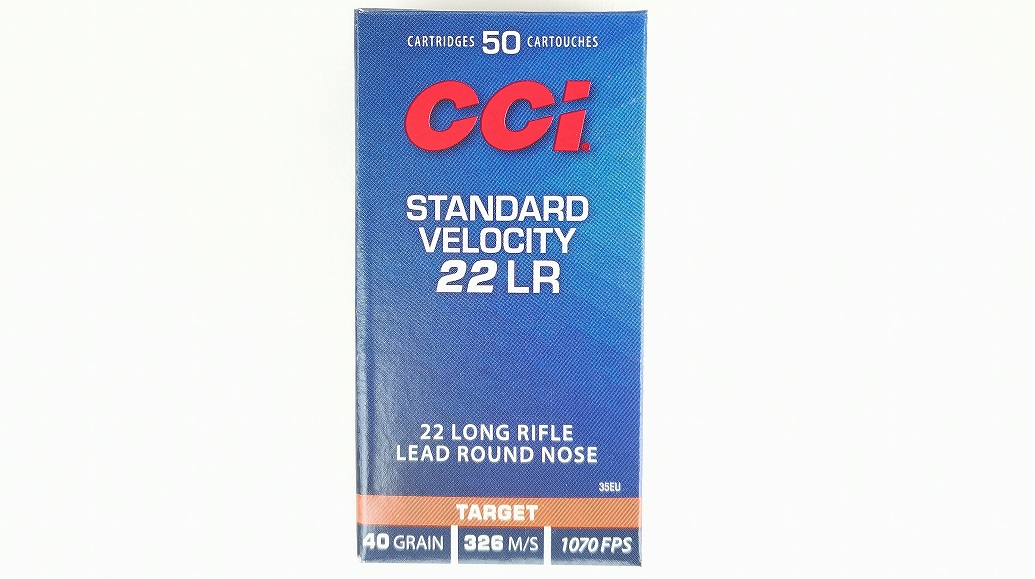 CARTRIDGES 50 CARTOUCHES
CCi
STANDARD
VELOCITY
22 LR
22 LONG RIFLE
LEAD ROUND NOSE
35EU
TARGET
40 GRAIN 326 M/S 1070 FPS